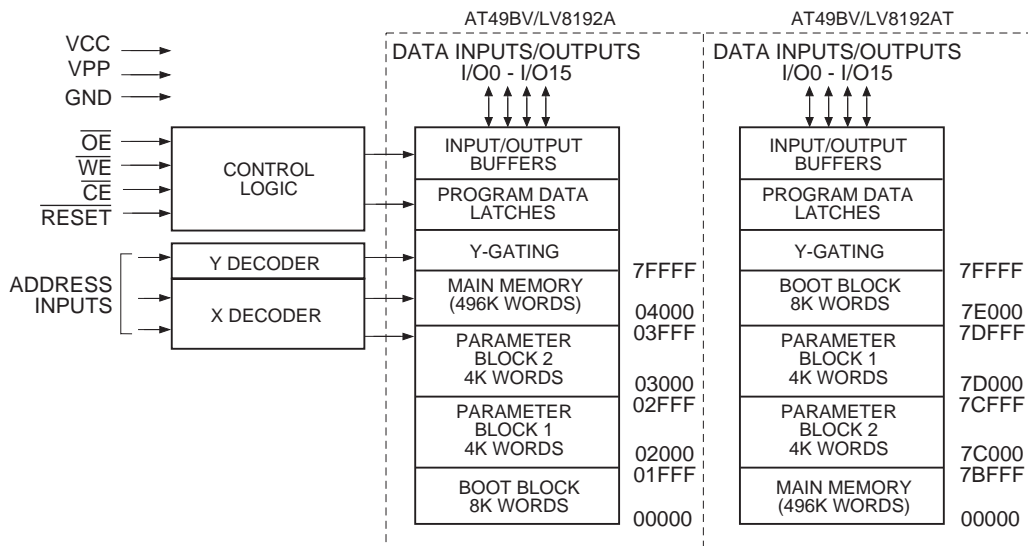 AT49BV/LV8192A
AT49BV/LV8192AT
VCC
VPP
GND
OE
WE
CE
RESET
ADDRESS
INPUTS
CONTROL
LOGIC
Y DECODER
X DECODER
DATA INPUTS/OUTPUTS
I/O0 - I/O15
INPUT/OUTPUT
BUFFERS
PROGRAM DATA
LATCHES
Y-GATING
7FFFF
MAIN MEMORY
(496K WORDS)
04000
03FFF
PARAMETER
BLOCK 2
4K WORDS
03000
02FFF
PARAMETER
BLOCK 1
4K WORDS
02000
01FFF
BOOT BLOCK
8K WORDS
00000
DATA INPUTS/OUTPUTS
I/O0 - I/O15
INPUT/OUTPUT
BUFFERS
PROGRAM DATA
LATCHES
Y-GATING
7FFFF
BOOT BLOCK
8K WORDS
7E000
7DFFF
PARAMETER
BLOCK 1
4K WORDS
7D000
7CFFF
PARAMETER
BLOCK 2
4K WORDS
7C000
7BFFF
MAIN MEMORY
(496K WORDS)
00000